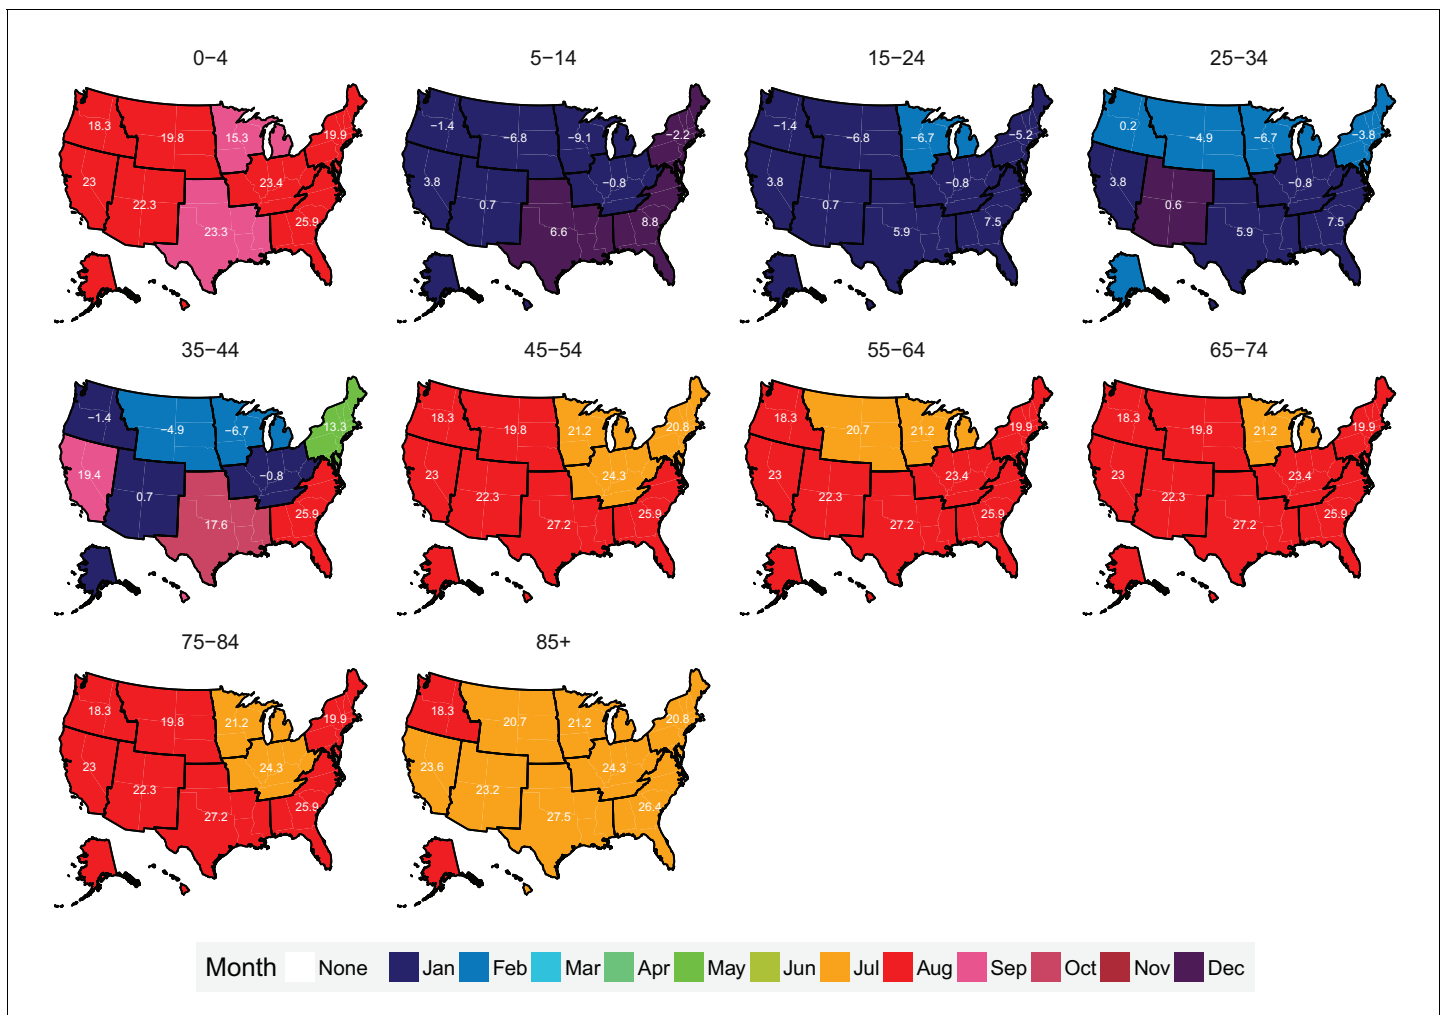 0−4 5−14 15−24 25−34
18.3 19.8 15.3 19.9 23 22.3 23.4 23.3 25.9
−1.4 −6.8 −9.1 −2.2 3.8 0.7 −0.8 6.6 8.8
−1.4 −6.8 −6.7 −5.2 3.8 0.7 −0.8 5.9 7.5
0.2 −4.9 −6.7 −3.8 3.8 0.6 −0.8 5.9 7.5
35−44 45−54 55−64 65−74
−1.4 −4.9 −6.7 13.3 19.4 0.7 −0.8 17.6 25.9
18.3 19.8 21.2 20.8 23 22.3 24.3 27.2 25.9
18.3 20.7 21.2 19.9 23 22.3 23.4 27.2 25.9
18.3 19.8 21.2 19.9 23 22.3 23.4 27.2 25.9
75−84 85+
18.3 19.8 21.2 19.9 23 22.3 24.3 27.2 25.9
18.3 20.7 21.2 20.8 23.6 23.2 24.3 27.5 26.4
Month None Jan Feb Mar Apr May Jun Jul Aug Sep Oct Nov Dec